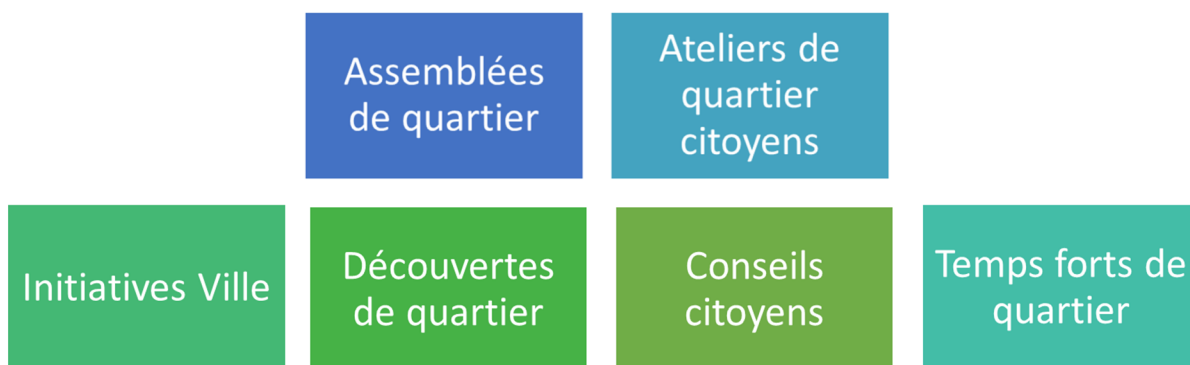 Assemblées
de quartier
Ateliers de
quartier
citoyens
Initiatives Ville
Découvertes
de quartier
Conseils
citoyens
Temps forts de
quartier